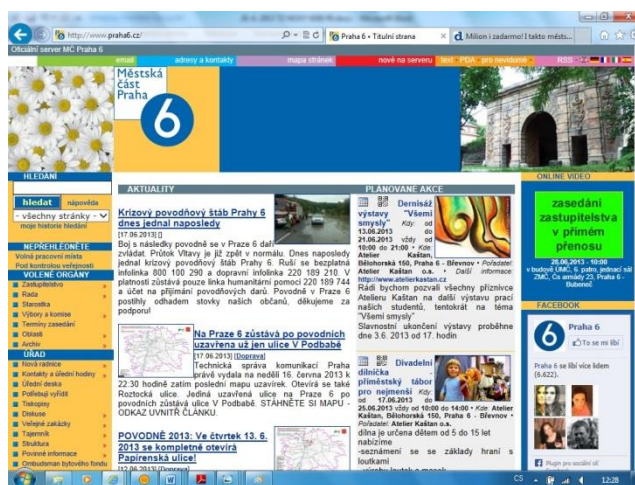 http://www.praha6.cz/
Praha 6 - Titulní strana
Milion i zadarmo! I takto městs...
Oficiální server MČ Praha 6
email
adresy a kontakty
mapa stránek
nové na serveru
text - PDA - pro nevidomé
RSS
Městská
část
Praha
6
HLEDÁNÍ
hledat
nápověda
- všechny stránky -
moje historie hledání
NEPŘEHLÉDNĚTE
Volná pracovní místa
Pod kontrolou veřejnosti
VOLENÉ ORGÁNY
Zastupitelstvo
Rada
Starostka
Výbory a komise
Termíny zasedání
Oblasti
Archiv
ÚŘAD
Nová radnice
Kontakty a úřední hodiny
Úřední deska
Potřebuji vyřídit
Tiskopisy
Diskuse
Veřejné zakázky
Tajemník
Struktura
Povinné informace
Ombudsman bytového fondu
AKTUALITY
Krizový povodňový štáb Prahy 6
dnes jednal naposledy
[17.06.2013] []
Boj s následky povodně se v Praze 6 daří
zvládat. Průtok Vltavy je již zpět v normálu. Dnes naposledy
jednal krizový povodňový štáb Prahy 6. Ruší se bezplatná
infolinka 800 100 290 a dopravní infolinka 220 189 210. V
platnosti zůstává pouze linka humanitární pomoci 220 189 744
a účet na přijímání povodňových darů. Povodně v Praze 6
postihly odhadem stovky našich občanů, děkujeme za
podporu!
Na Praze 6 zůstává po povodních
uzavřena už jen ulice V Podbabě
[17.06.2013] [Doprava]
Technická správa komunikací Praha
právě vydala na neděli 16. června 2013 k
22:30 hodině zatím poslední mapu uzavírek. Otevírá se také
Roztocká ulice. Jediná uzavřená ulice na Praze 6 po
povodních zůstává ulice V Podbabě. STÁHNĚTE SI MAPU -
ODKAZ UVNITŘ ČLÁNKU.
POVODNĚ 2013: Ve čtvrtek 13. 6.
2013 se kompletně otevírá
Papírenská ulice!
[12.06.2013] [Doprava]
PLÁNOVANÉ AKCE
Dernisáž
výstavy "Všemi
smysly" Kdy: od
13.06.2013 do
21.06.2013 vždy od
10:00 do 21:00 • Kde:
Atelier Kaštan,
Bělohorská 150, Praha 6 - Břevnov • Pořadatel:
Atelier Kaštan o.s. • Další informace:
http://www.atelierkastan.cz
Rádi bychom pozvali všechny příznivce
Atelieru Kaštan na další výstavu prací
našich studentů, tentokrát na téma
"Všemi smysly"
Slavnostní ukončení výstavy proběhne
dne 3.6. 2013 od 17. hodin
Divadelní
dílnička -
příměstský tábor
pro nejmenší Kdy:
od 17.06.2013 do
25.06.2013 vždy od 10:00 do 14:00 • Kde: Atelier
Kaštan, Bělohorská 150, Praha 6 - Břevnov •
Pořadatel: Atelier Kaštan o.s.
dílna je určena dětem od 5 do 15 let
nabízíme
-seznámení se se základy hraní s
loutkami
ONLINE VIDEO
zasedání
zastupitelstva
v přímém
přenosu
28.06.2013 - 10:00
v budově ÚMČ, 6. patro, jednací sál
ZMČ, Čs armády 23, Praha 6 -
Bubeneč
FACEBOOK
Praha 6
To se mi líbí
Praha 6 se líbí více lidem
(6.622).
Plugin pro sociální síť
CS
12:28